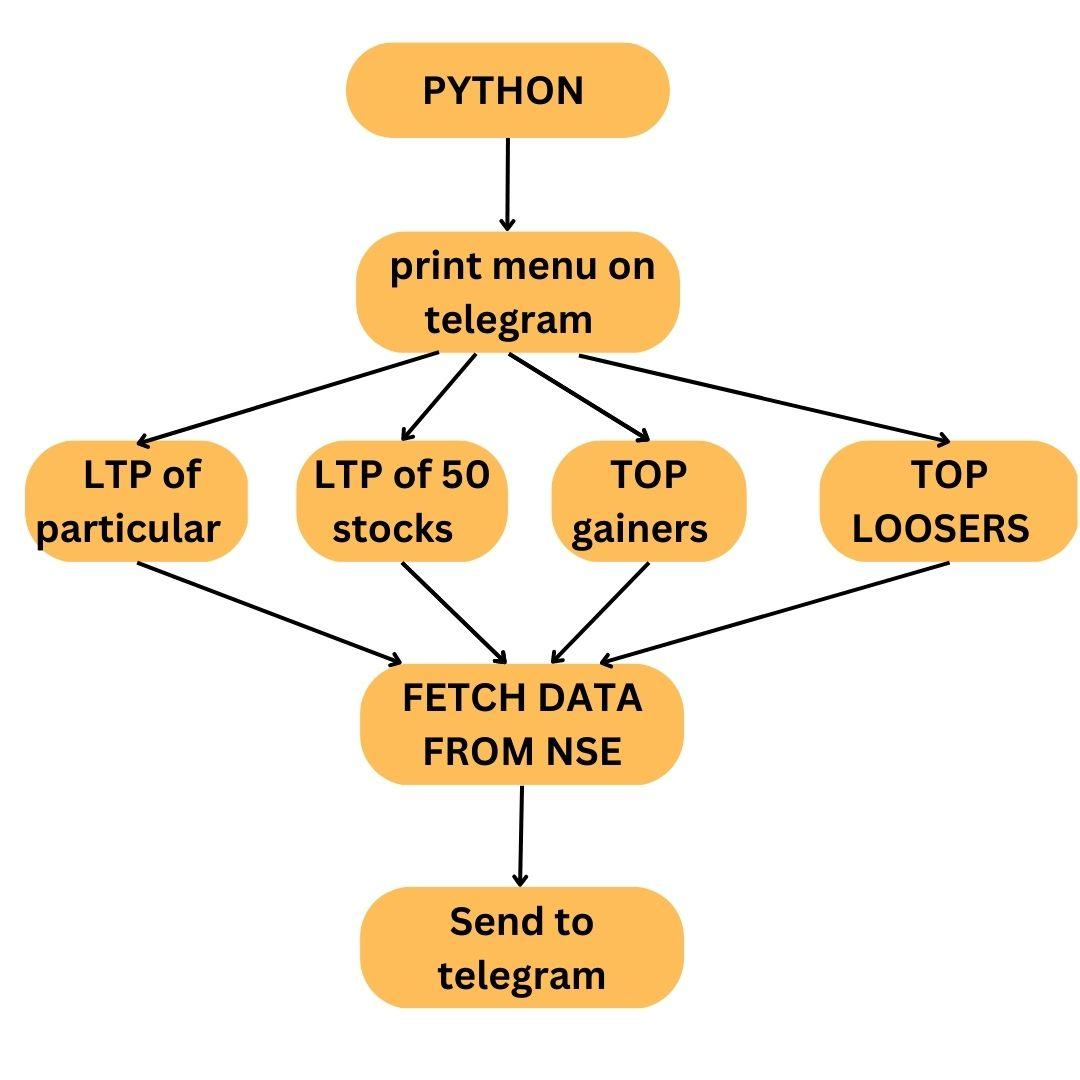 PYTHON
print menu on
telegram
LTP of
particular
LTP of 50
stocks
TOP
gainers
TOP
LOOSERS
FETCH DATA
FROM NSE
Send to
telegram